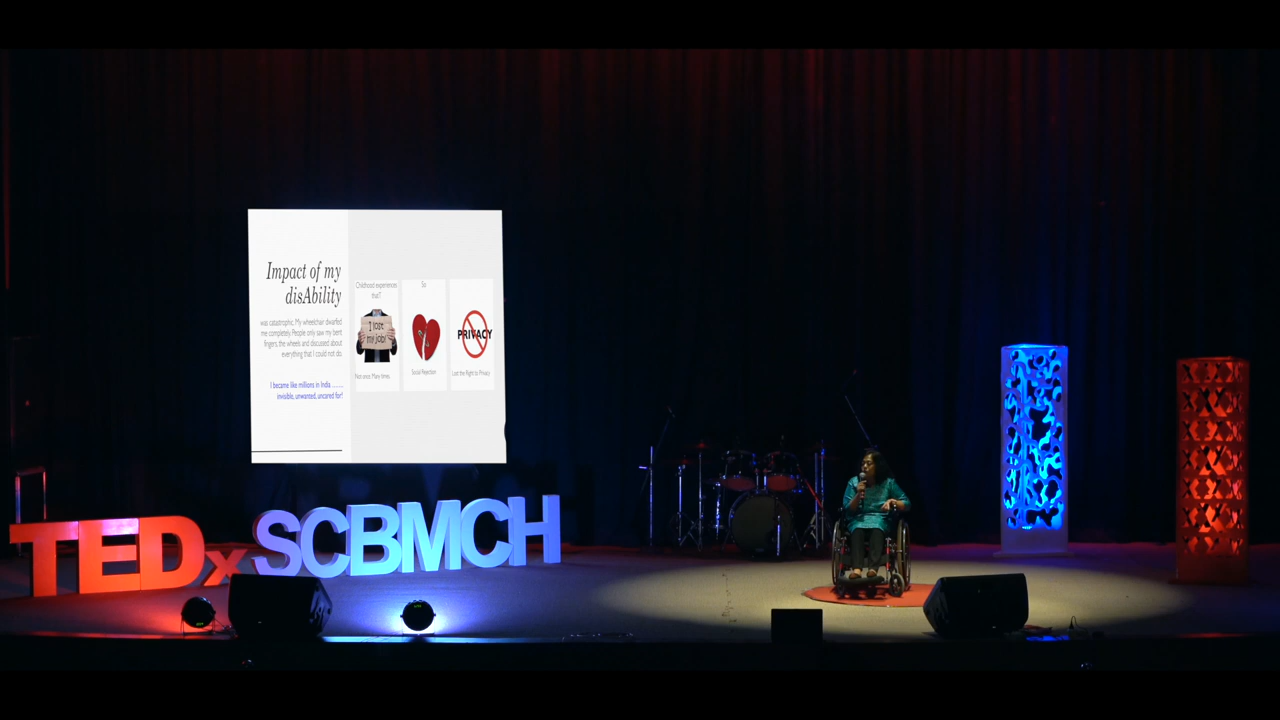 Impact of my
disAbility
was catastrophic. My wheelchair dwarfed
me completely. People only saw my bent
fingers, the wheels and discussed about
everything that I could not do.
I became like millions in India ........
invisible, unwanted, uncared for!
Childhood experiences
that?
I lost
my job!
Not once. Many times.
So
Social Rejection
PRIVACY
Lost the Right to Privacy
TEDx SCBMCH